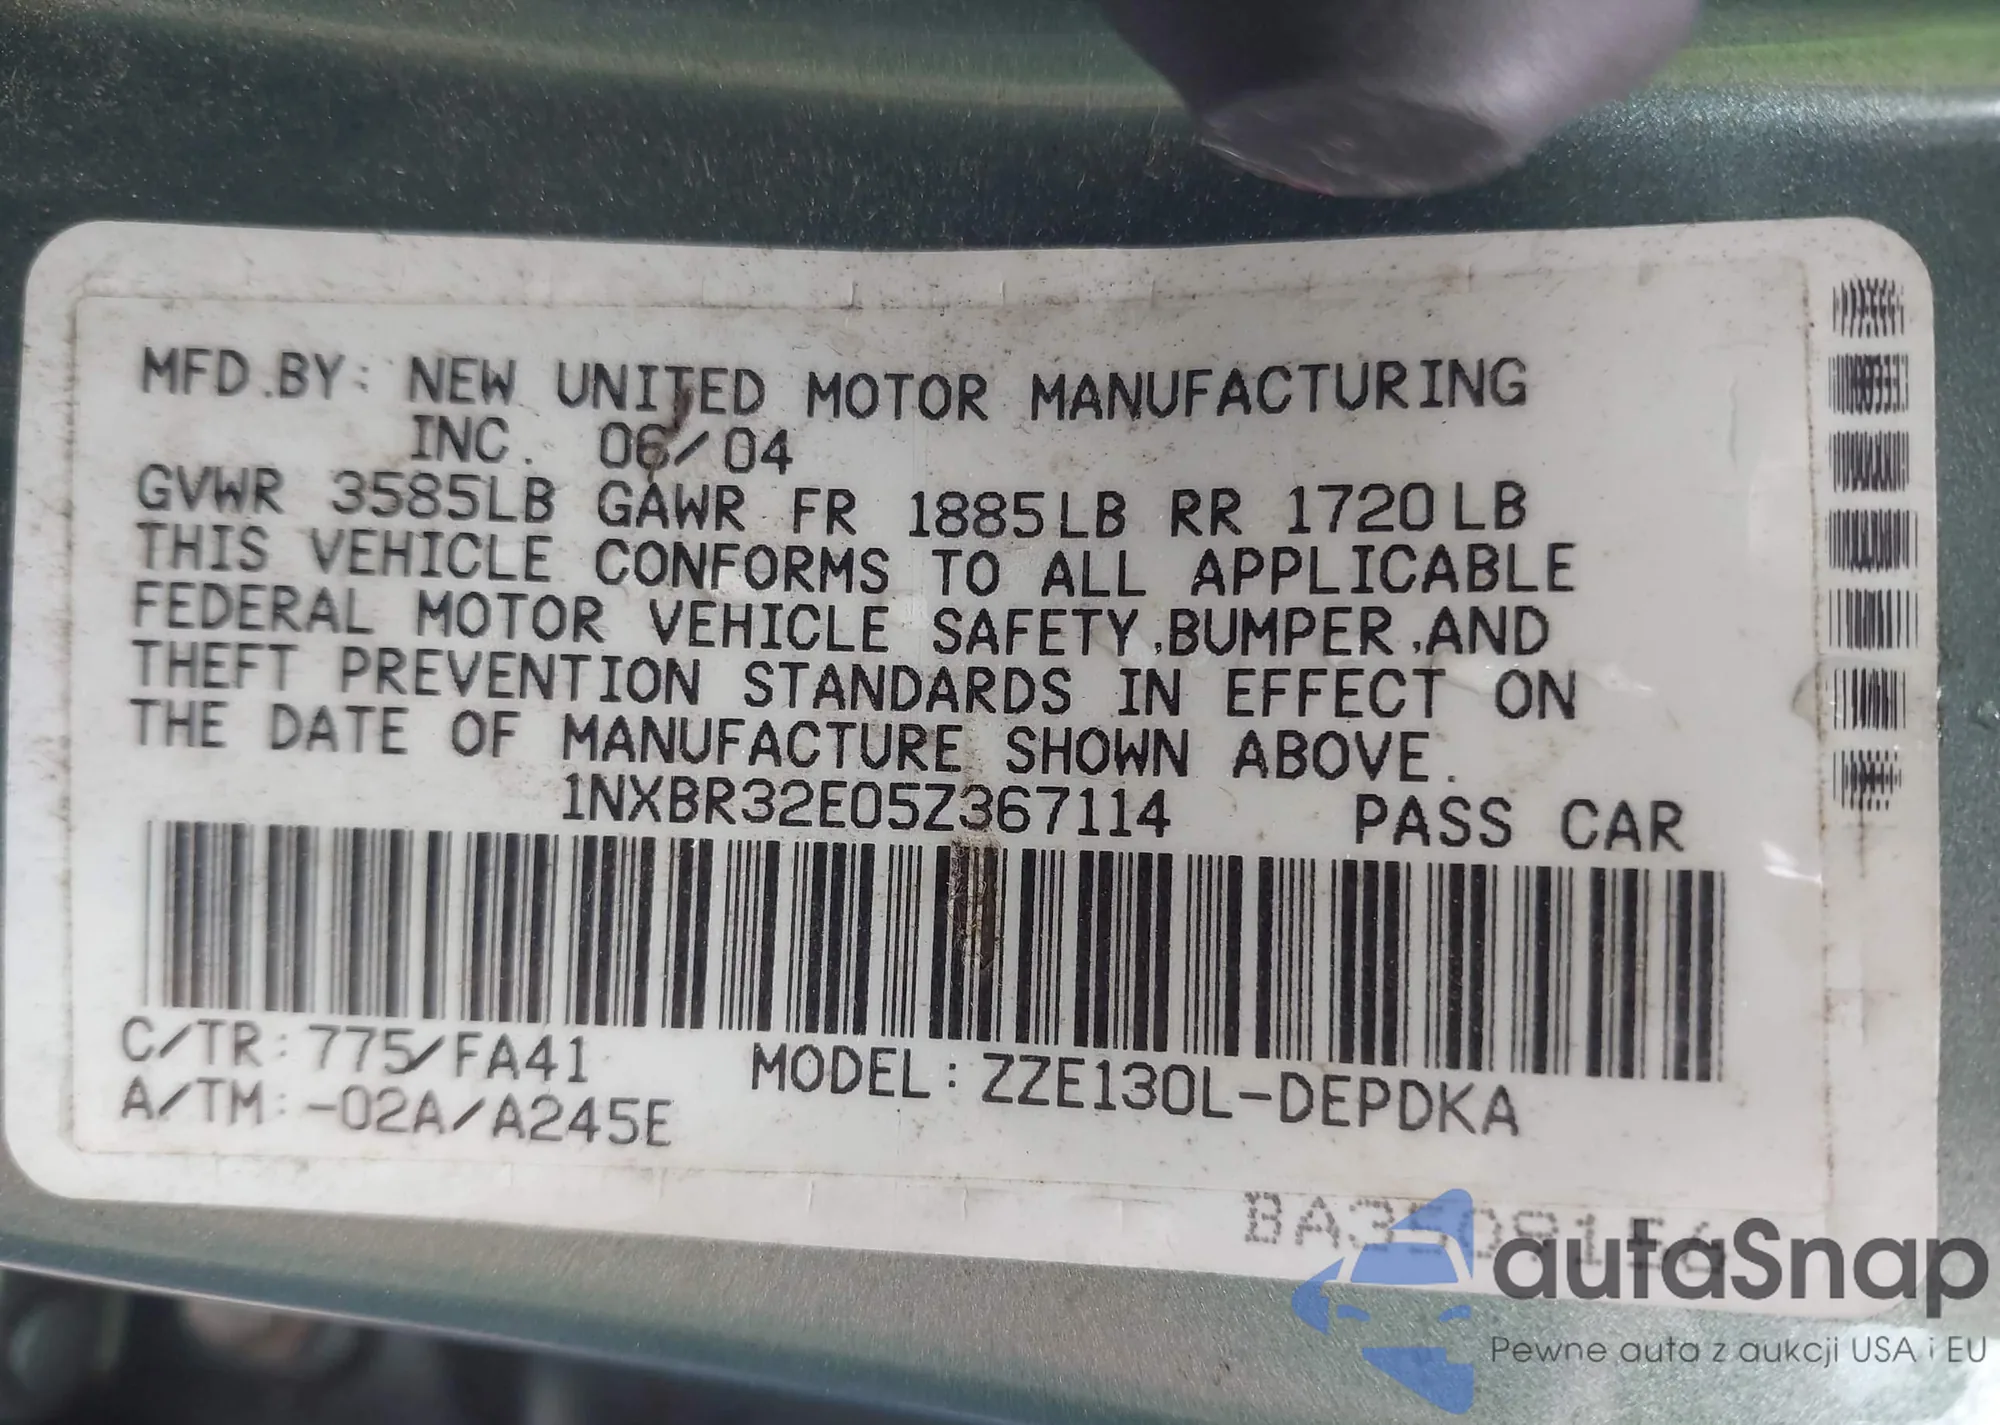 MFD.BY: NEW UNITED MOTOR MANUFACTURING
INC. 06/04
GVWR 3585LB GAWR FR 1885LB RR 1720LB
THIS VEHICLE CONFORMS TO ALL APPLICABLE
FEDERAL MOTOR VEHICLE SAFETY,BUMPER,AND
THEFT PREVENTION STANDARDS IN EFFECT ON
THE DATE OF MANUFACTURE SHOWN ABOVE.
1NXBR32E05Z367114 PASS CAR
C/TR: 775/FA41 MODEL: ZZE130L-DEPDKA
A/TM: -02A/A245E
autaSnap
Pewne auta z aukcji USA i EU